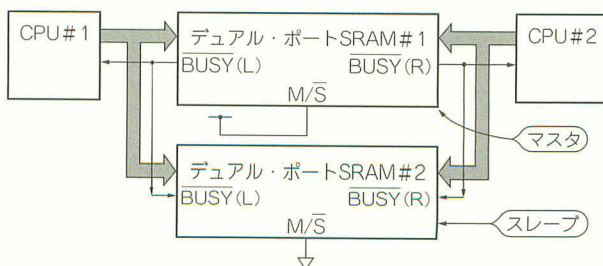 CPU#1
デュアル・ポートSRAM#1
CPU#2
BUSY(L)
BUSY(R)
M/S
マスタ
デュアル・ポートSRAM#2
BUSY(L)
BUSY(R)
M/S
スレーブ